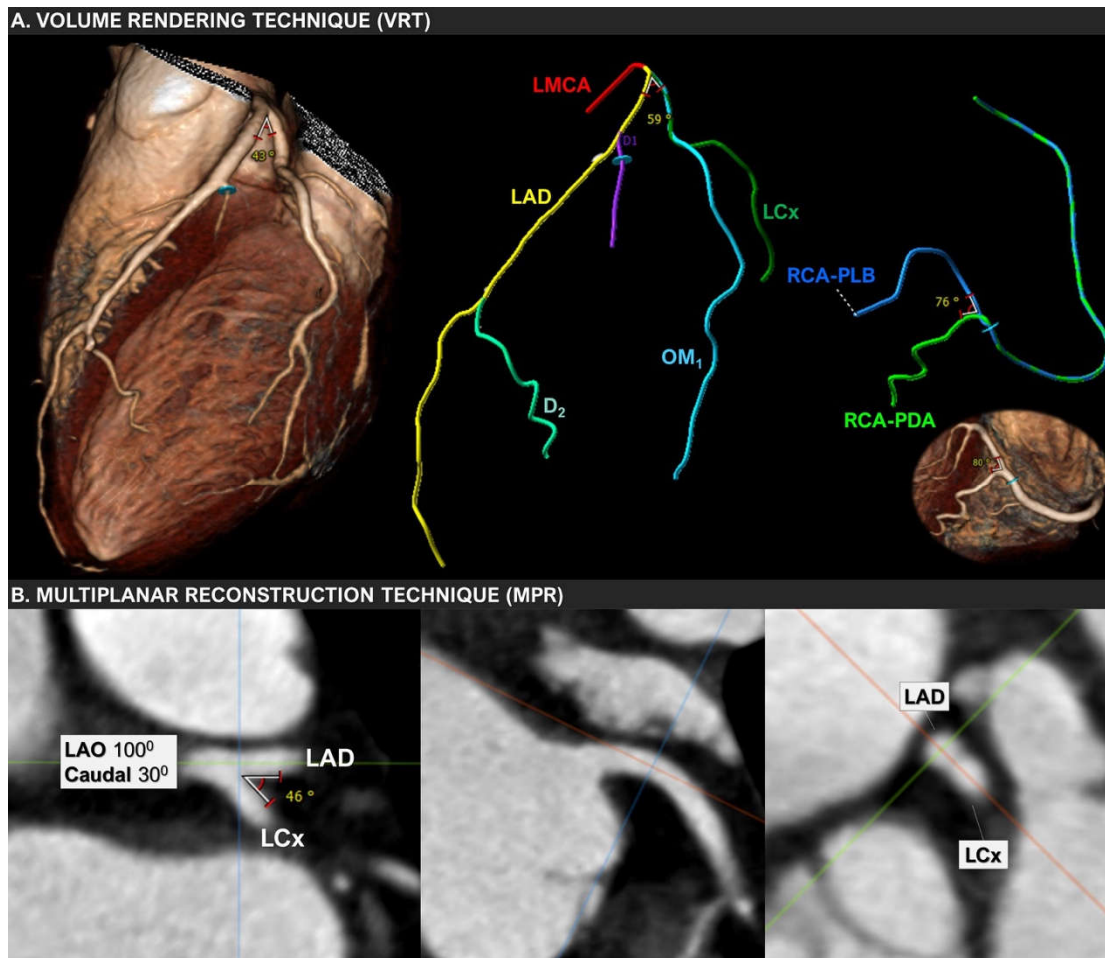 A. VOLUME RENDERING TECHNIQUE (VRT)
43 °
LMCA
59 °
D1
LAD
LCx
OM₁
D₂
RCA-PLB
76 °
RCA-PDA
80 °
B. MULTIPLANAR RECONSTRUCTION TECHNIQUE (MPR)
LAO 100⁰
Caudal 30⁰
LAD
46 °
LCx
LAD
LCx